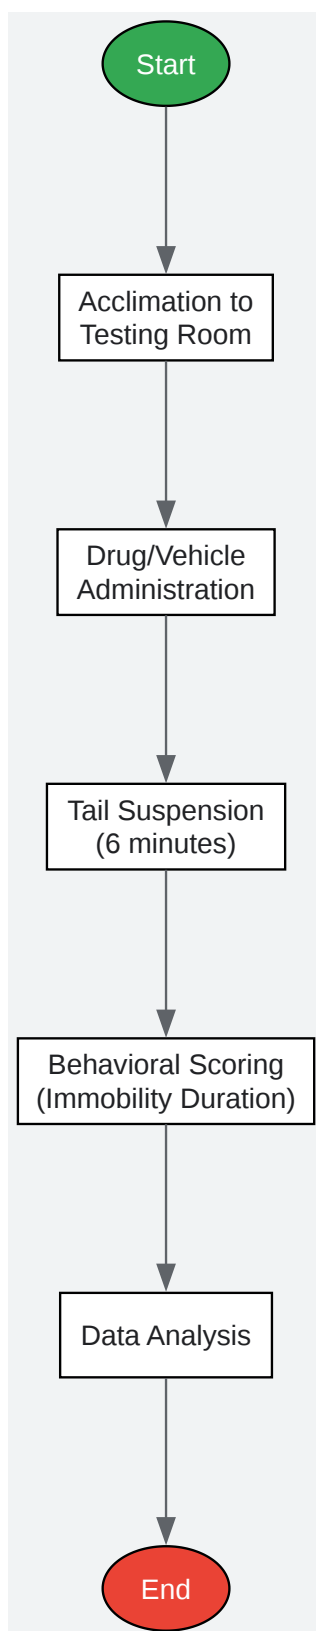 Start
Acclimation to
Testing Room
Drug/Vehicle
Administration
Tail Suspension
(6 minutes)
Behavioral Scoring
(Immobility Duration)
Data Analysis
End